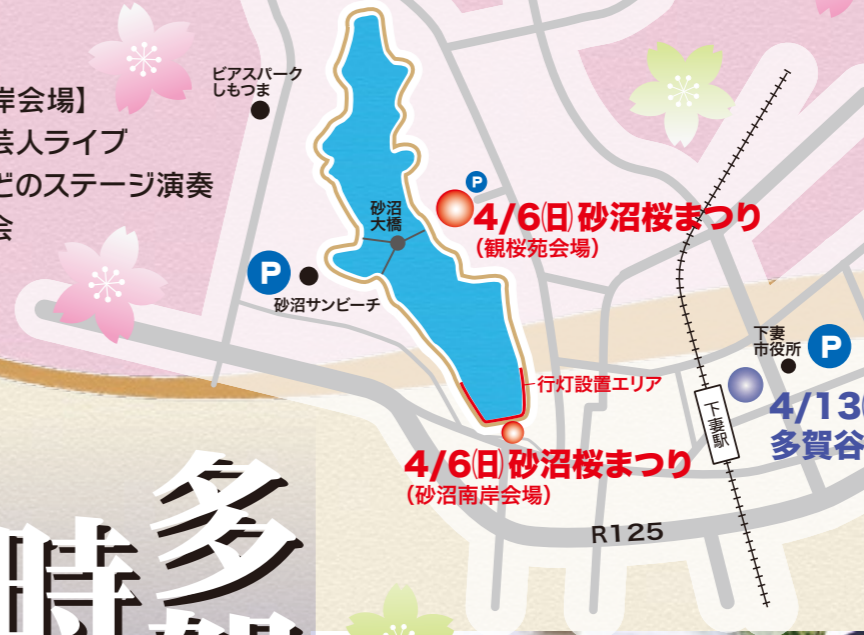 岸会場】
芸人ライブ
どのステージ演奏
会
ビアスパーク
しもつま
P
砂沼
大橋
4/6(日)砂沼桜まつり
(観桜苑会場)
P
砂沼サンビーチ
行灯設置エリア
下妻
市役所
P
下妻駅
4/13(
多賀谷
4/6(日)砂沼桜まつり
(砂沼南岸会場)
R125
多賀
時